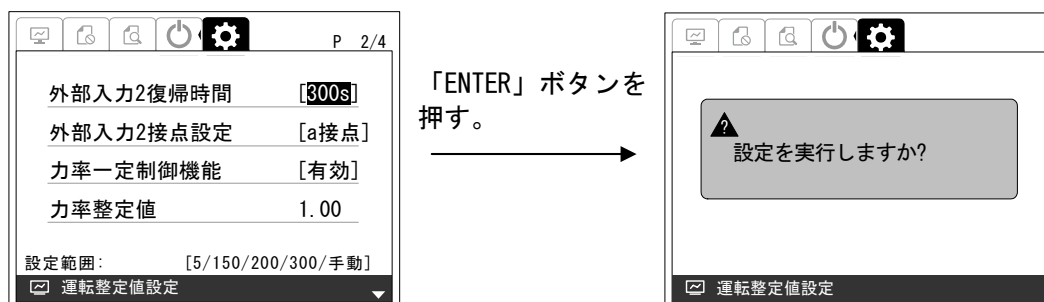 P 2/4
外部入力2復帰時間 [300s]
外部入力2接点設定 [a接点]
力率一定制御機能 [有効]
力率整定値 1.00
設定範囲: [5/150/200/300/手動]
運転整定値設定
「ENTER」ボタンを
押す。
?
設定を実行しますか?
運転整定値設定